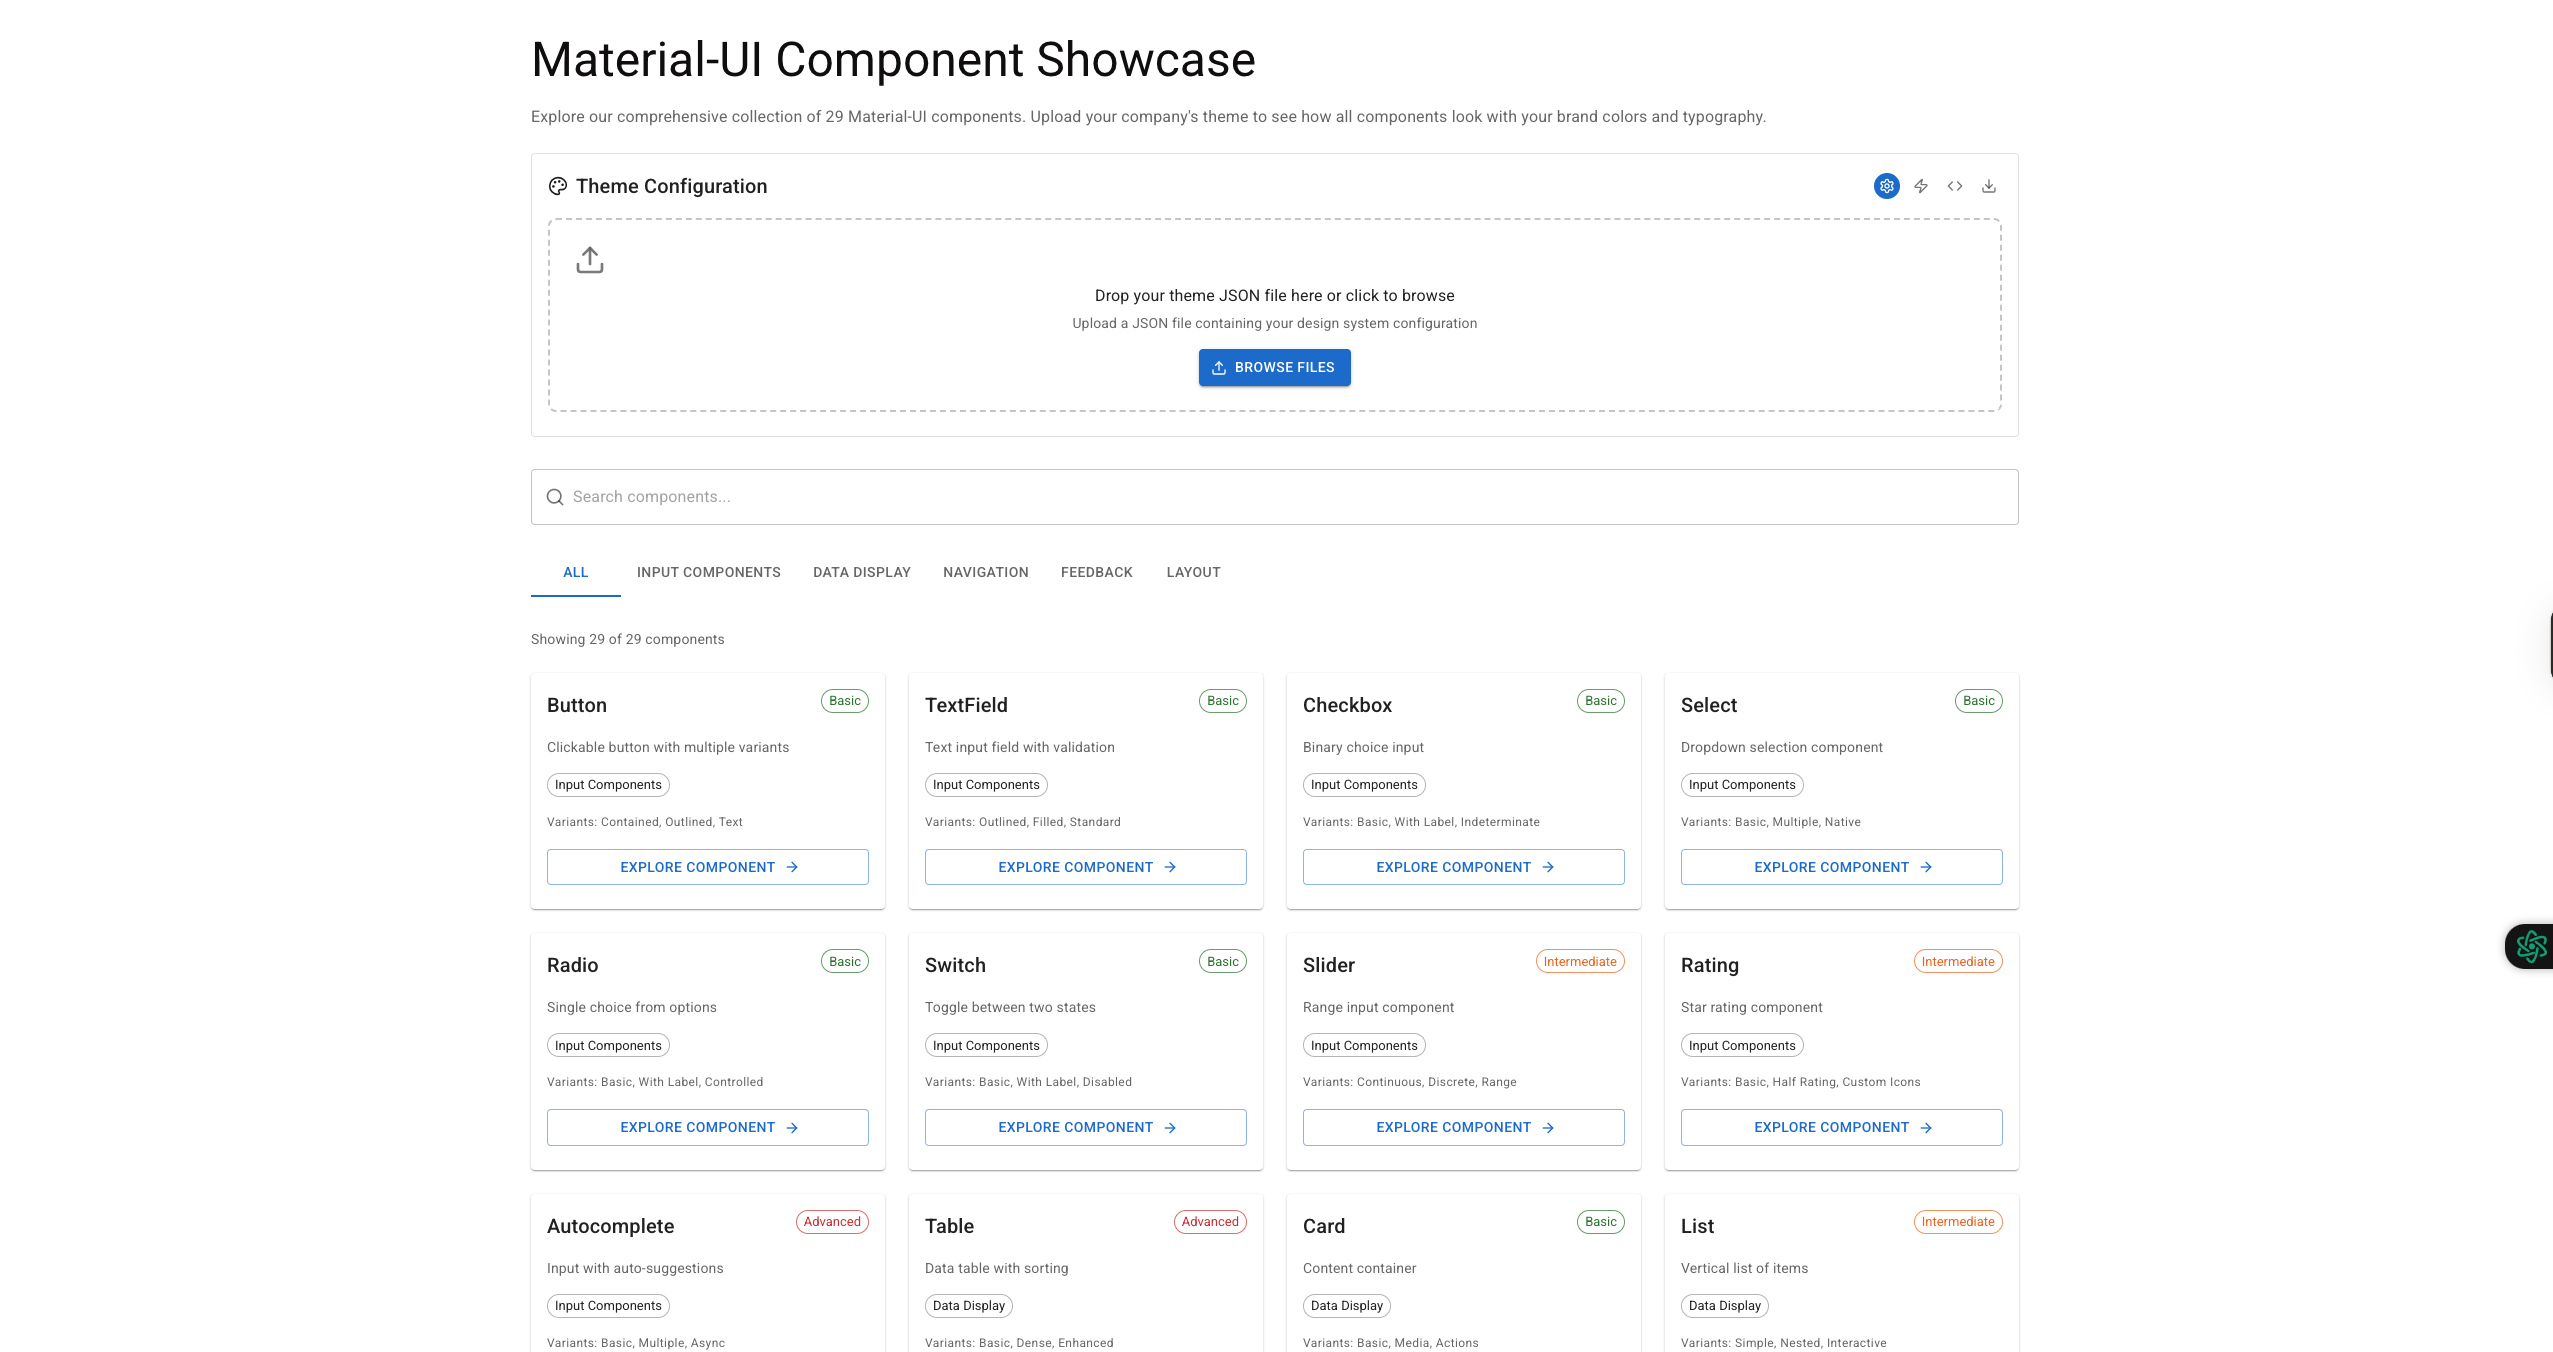 Material-UI Component Showcase
Explore our comprehensive collection of 29 Material-UI components. Upload your company's theme to see how all components look with your brand colors and typography.
Theme Configuration
Drop your theme JSON file here or click to browse
Upload a JSON file containing your design system configuration
BROWSE FILES
Search components...
ALL INPUT COMPONENTS DATA DISPLAY NAVIGATION FEEDBACK LAYOUT
Showing 29 of 29 components
Button Basic
Clickable button with multiple variants
Input Components
Variants: Contained, Outlined, Text
EXPLORE COMPONENT
TextField Basic
Text input field with validation
Input Components
Variants: Outlined, Filled, Standard
EXPLORE COMPONENT
Checkbox Basic
Binary choice input
Input Components
Variants: Basic, With Label, Indeterminate
EXPLORE COMPONENT
Select Basic
Dropdown selection component
Input Components
Variants: Basic, Multiple, Native
EXPLORE COMPONENT
Radio Basic
Single choice from options
Input Components
Variants: Basic, With Label, Controlled
EXPLORE COMPONENT
Switch Basic
Toggle between two states
Input Components
Variants: Basic, With Label, Disabled
EXPLORE COMPONENT
Slider Intermediate
Range input component
Input Components
Variants: Continuous, Discrete, Range
EXPLORE COMPONENT
Rating Intermediate
Star rating component
Input Components
Variants: Basic, Half Rating, Custom Icons
EXPLORE COMPONENT
Autocomplete Advanced
Input with auto-suggestions
Input Components
Variants: Basic, Multiple, Async
Table Advanced
Data table with sorting
Data Display
Variants: Basic, Dense, Enhanced
Card Basic
Content container
Data Display
Variants: Basic, Media, Actions
List Intermediate
Vertical list of items
Data Display
Variants: Simple, Nested, Interactive